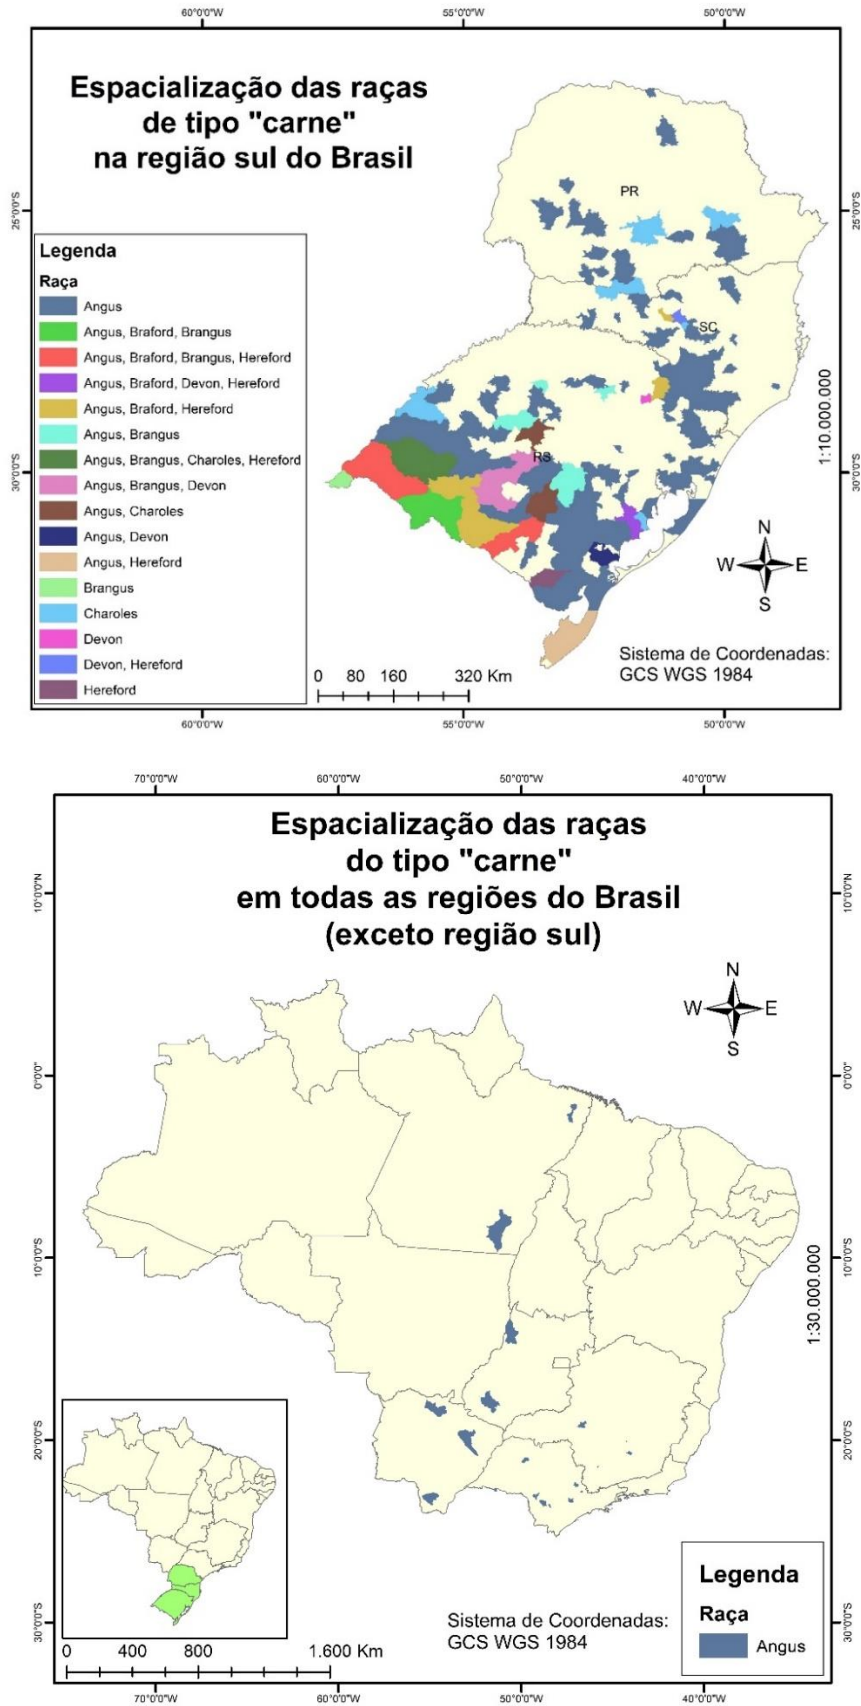 60°0'0"W 55°0'0"W 50°0'0"W
Espacialização das raças
de tipo "carne"
na região sul do Brasil
PR
25°0'0"S 25°0'0"S
Legenda
Raça
Angus
Angus, Braford, Brangus
Angus, Braford, Brangus, Hereford
Angus, Braford, Devon, Hereford
Angus, Braford, Hereford
Angus, Brangus
Angus, Brangus, Charoles, Hereford
Angus, Brangus, Devon
Angus, Charoles
Angus, Devon
Angus, Hereford
Brangus
Charoles
Devon
Devon, Hereford
Hereford
SC
RS
1:10.000.000
30°0'0"S 30°0'0"S
N
W E
S
Sistema de Coordenadas:
GCS WGS 1984
0 80 160 320 Km
60°0'0"W 55°0'0"W 50°0'0"W
70°0'0"W 60°0'0"W 50°0'0"W 40°0'0"W
Espacialização das raças
do tipo "carne"
em todas as regiões do Brasil
(exceto região sul)
10°0'0"N 10°0'0"N
N
W E
S
0°0'0" 0°0'0"
10°0'0"S 10°0'0"S
1:30.000.000
20°0'0"S 20°0'0"S
Legenda
Raça
Angus
Sistema de Coordenadas:
GCS WGS 1984
30°0'0"S 30°0'0"S
0 400 800 1.600 Km
70°0'0"W 60°0'0"W 50°0'0"W 40°0'0"W